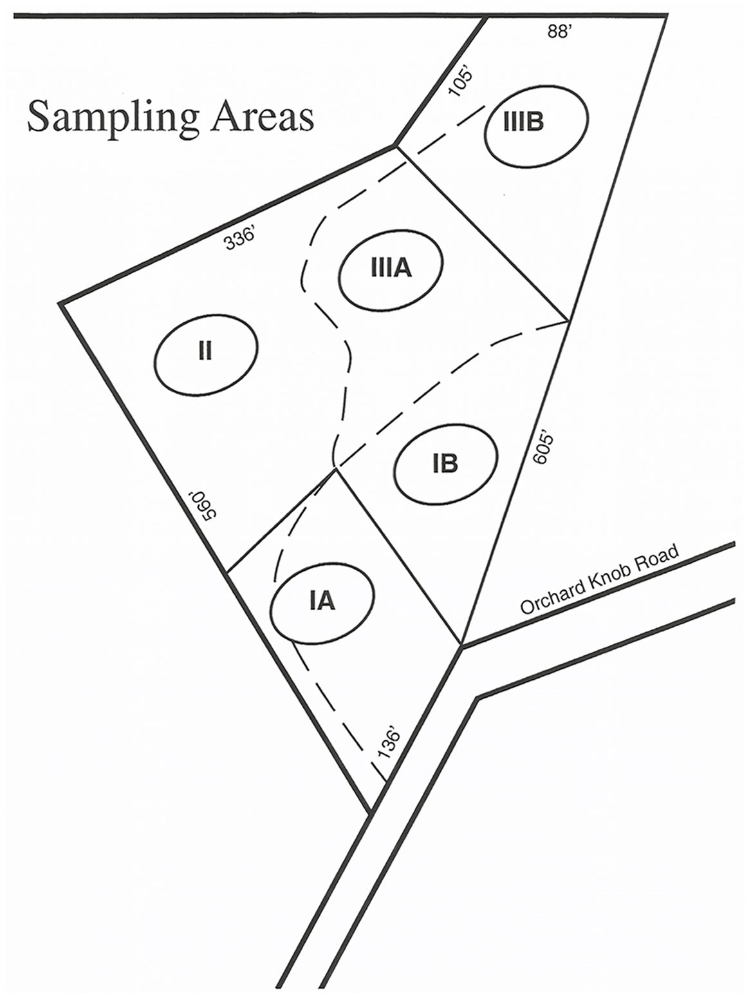 88’
105’
Sampling Areas
IIIB
336’
IIIA
II
605’
IB
560’
Orchard Knob Road
IA
136’